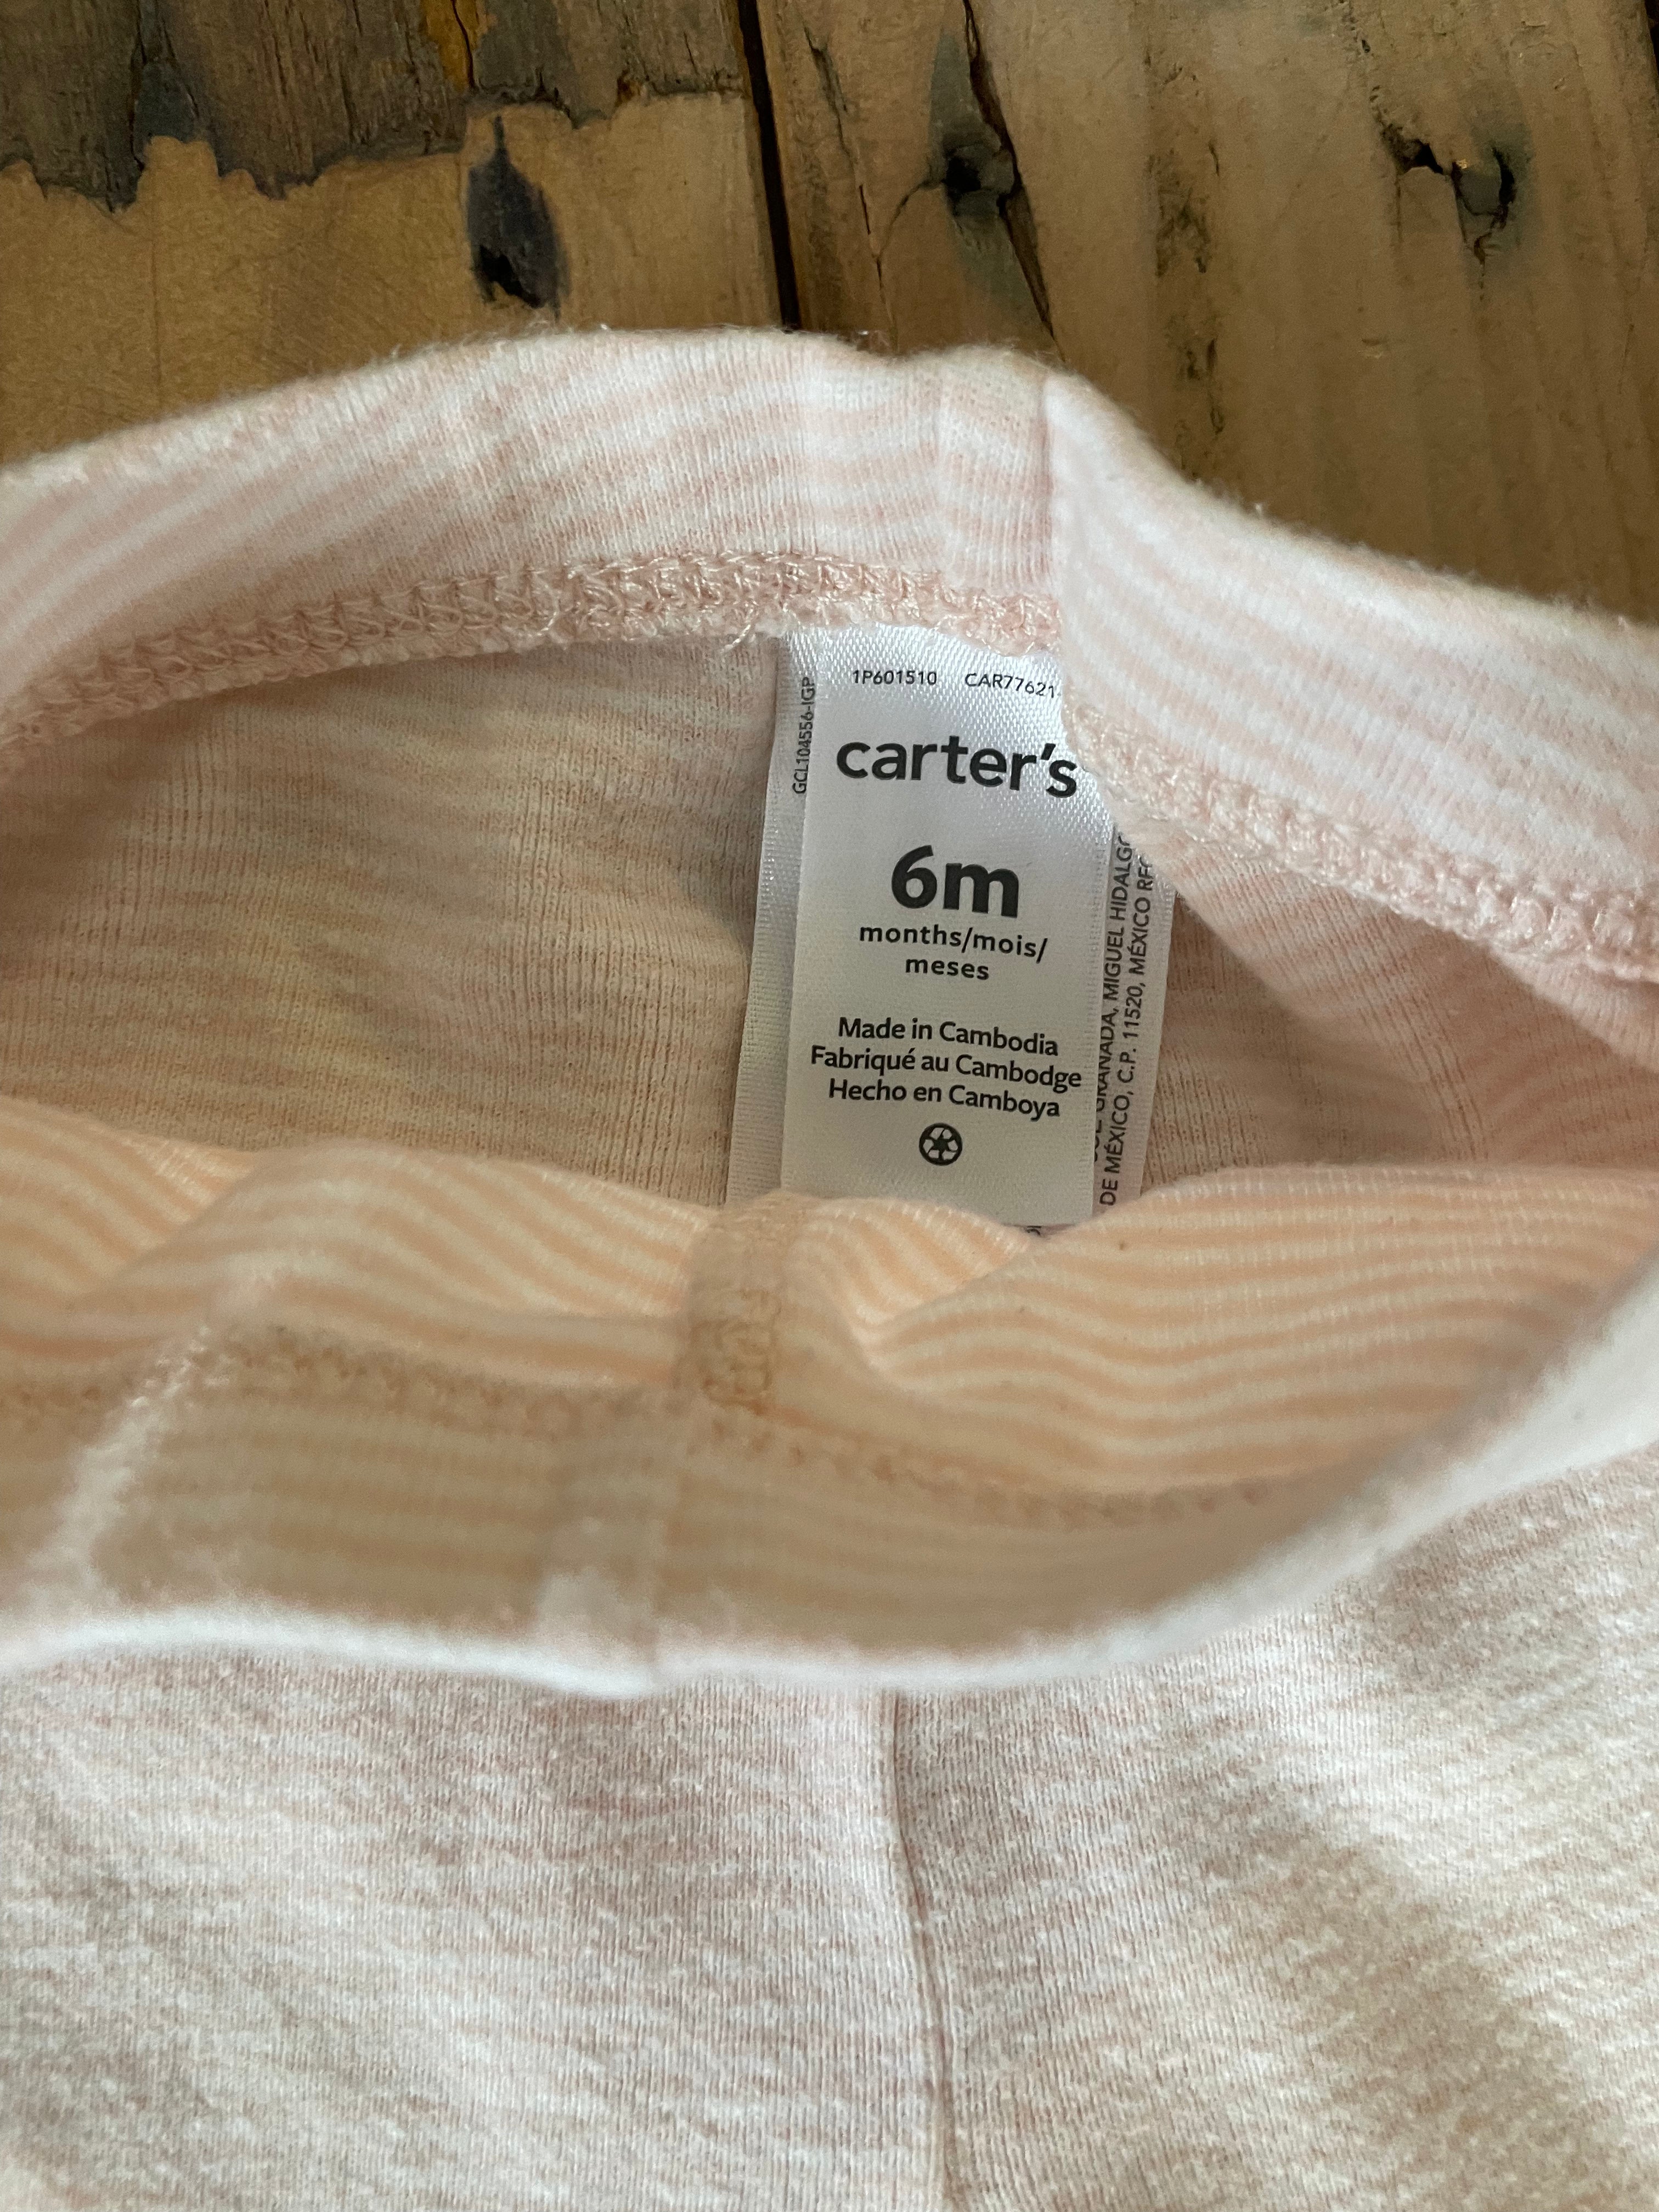 1P601510 CAR77621
carter's
6m
months/mois/
meses
Made in Cambodia
Fabriqué au Cambodge
Hecho en Camboya
GCL104556-IGP
GRANADA, MIGUEL HIDALGO
DE MÉXICO, C.P. 11520, MÉXICO RFC